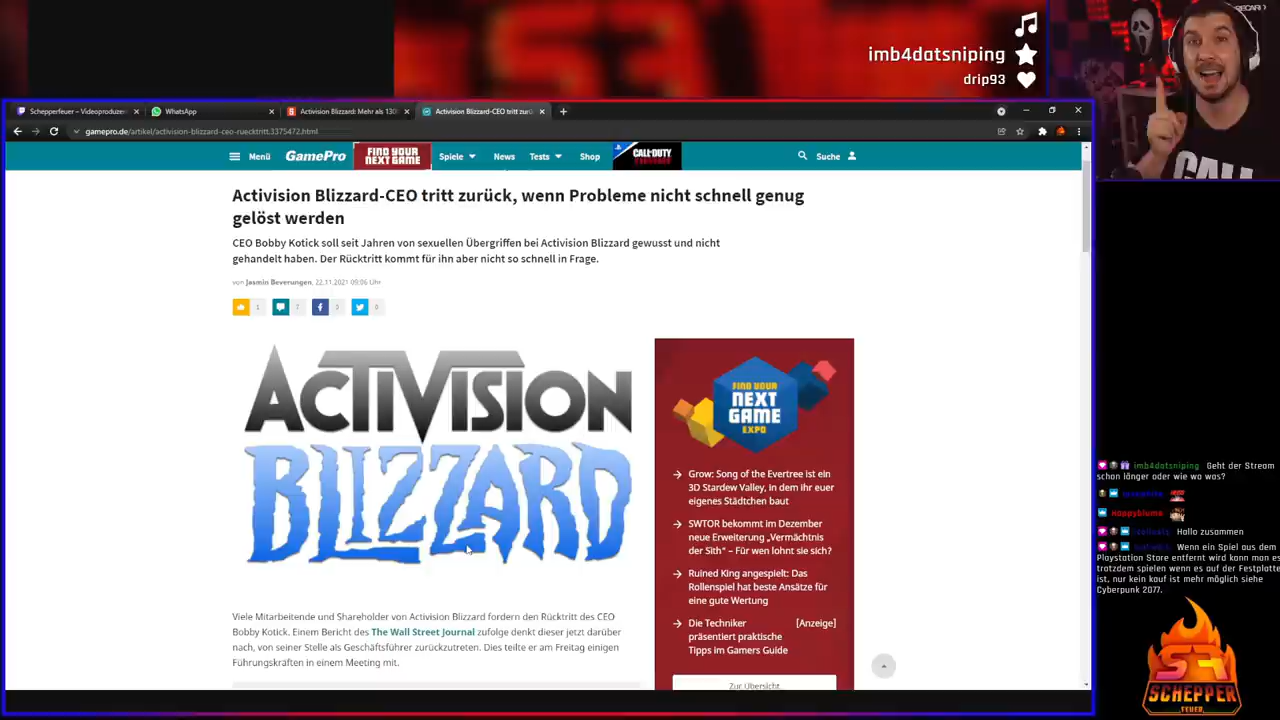 imb4datsniping
drip93
Schepperfeuer – Videoproduze
WhatsApp
Activision Blizzard: Mehr als 130
Activision Blizzard-CEO tritt zurü
gamepro.de/artikel/activision-blizzard-ceo-ruecktritt,3375472.html
Menü
GamePro
FIND YOUR
NEXT GAME
Spiele
News
Tests
Shop
CALL OF DUTY
Suche
Activision Blizzard-CEO tritt zurück, wenn Probleme nicht schnell genug
gelöst werden
CEO Bobby Kotick soll seit Jahren von sexuellen Übergriffen bei Activision Blizzard gewusst und nicht
gehandelt haben. Der Rücktritt kommt für ihn aber nicht so schnell in Frage.
von Jasmin Beverungen, 22.11.2021 09:06 Uhr
1
7
3
0
ACTIVISION
BLIZZARD
FIND YOUR
NEXT
GAME
EXPO
Grow: Song of the Evertree ist ein
3D Stardew Valley, in dem ihr euer
eigenes Städtchen baut
SWTOR bekommt im Dezember
neue Erweiterung „Vermächtnis
der Sith“ – Für wen lohnt sie sich?
Ruined King angespielt: Das
Rollenspiel hat beste Ansätze für
eine gute Wertung
Die Techniker [Anzeige]
präsentiert praktische
Tipps im Gamers Guide
Zur Übersicht
Viele Mitarbeitende und Shareholder von Activision Blizzard fordern den Rücktritt des CEO
Bobby Kotick. Einem Bericht des The Wall Street Journal zufolge denkt dieser jetzt darüber
nach, von seiner Stelle als Geschäftsführer zurückzutreten. Dies teilte er am Freitag einigen
Führungskräften in einem Meeting mit.
imb4datsniping Geht der Stream
schon länger oder wie wo was?
Happyblume
Hallo zusammen
Wenn ein Spiel aus dem
Playstation Store entfernt wird kann man es
trotzdem spielen wenn es auf der Festplatte
ist, nur kein kauf ist mehr möglich siehe
Cyberpunk 2077.
SF
SCHEPPER
FEUER